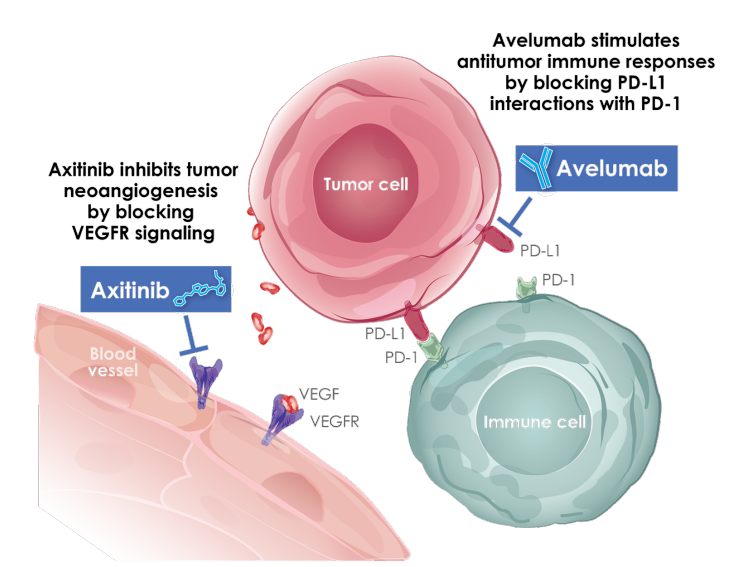 Avelumab stimulates
antitumor immune responses
by blocking PD-L1
interactions with PD-1
Axitinib inhibits tumor
neoangiogenesis
by blocking
VEGFR signaling
Tumor cell
Avelumab
PD-L1
PD-1
Axitinib
PD-L1
PD-1
Blood
vessel
VEGF
VEGFR
Immune cell